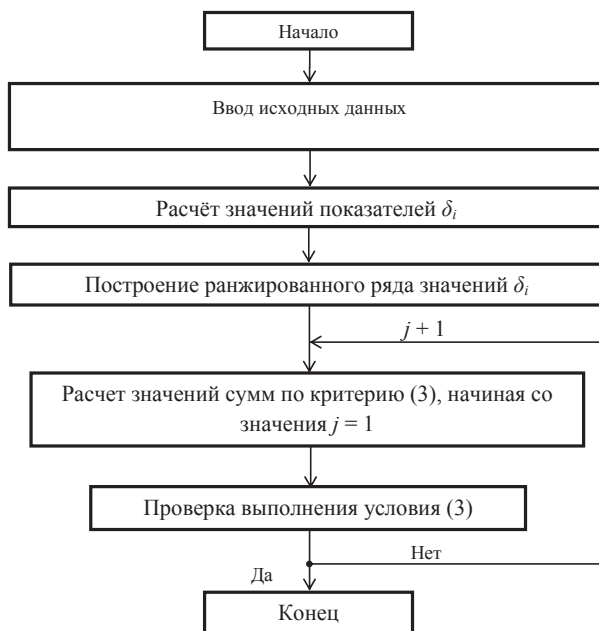 Начало
Ввод исходных данных
Расчёт значений показателей δi
Построение ранжированного ряда значений δi
j + 1
Расчет значений сумм по критерию (3), начиная со
значения j = 1
Проверка выполнения условия (3)
Нет
Да
Конец